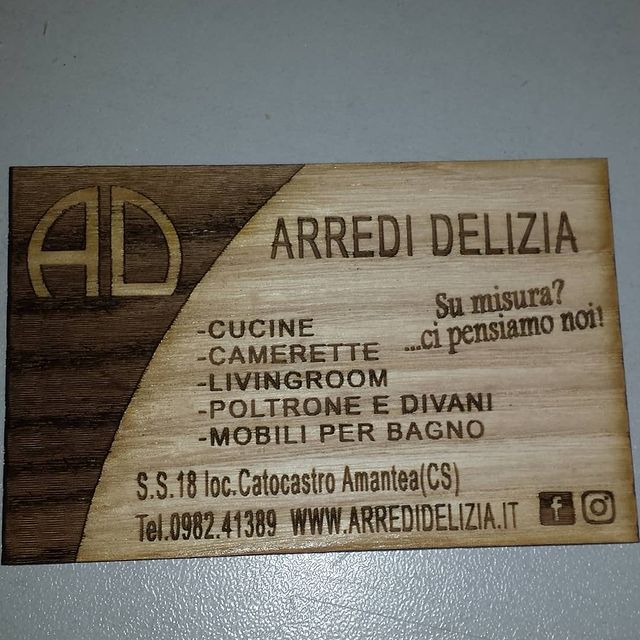 AD
ARREDI DELIZIA
Su misura?
...ci pensiamo noi!
-CUCINE
-CAMERETTE
-LIVINGROOM
-POLTRONE E DIVANI
-MOBILI PER BAGNO
S.S.18 loc.Catocastro Amantea(CS)
Tel.0982.41389 WWW.ARREDIDELIZIA.IT f